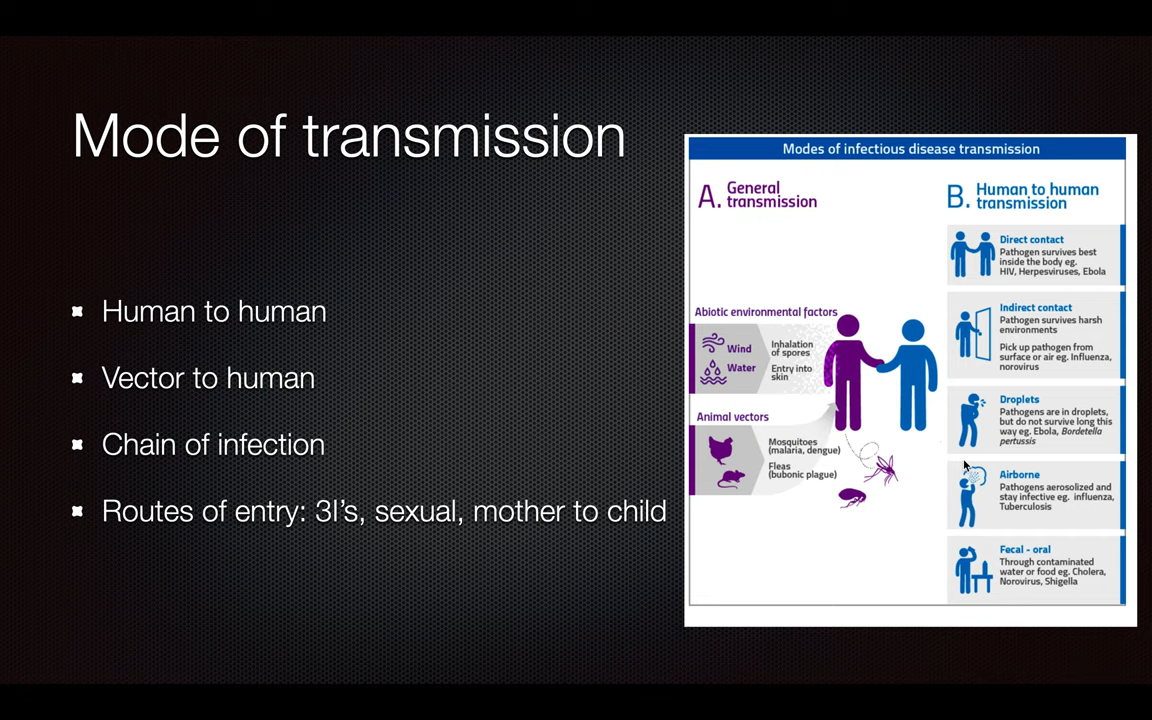 Mode of transmission
Human to human
Vector to human
Chain of infection
Routes of entry: 3I's, sexual, mother to child
Modes of infectious disease transmission
A. General
transmission
Abiotic environmental factors
Wind
Inhalation
of spores
Water
Entry into
skin
Animal vectors
Mosquitoes
(malaria, dengue)
Fleas
(bubonic plague)
B. Human to human
transmission
Direct contact
Pathogen survives best
inside the body eg.
HIV, Herpesviruses, Ebola
Indirect contact
Pathogen survives harsh
environments
Pick up pathogen from
surface or air eg. Influenza,
norovirus
Droplets
Pathogens are in droplets,
but do not survive long this
way eg. Ebola, Bordetella
pertussis
Airborne
Pathogens aerosolized and
stay infective eg. influenza,
Tuberculosis
Fecal - oral
Through contaminated
water or food eg. Cholera,
Norovirus, Shigella